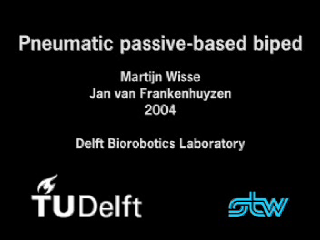 Pneumatic passive-based biped
Martijn Wisse
Jan van Frankenhuyzen
2004
Delft Biorobotics Laboratory
TUDelft
stw